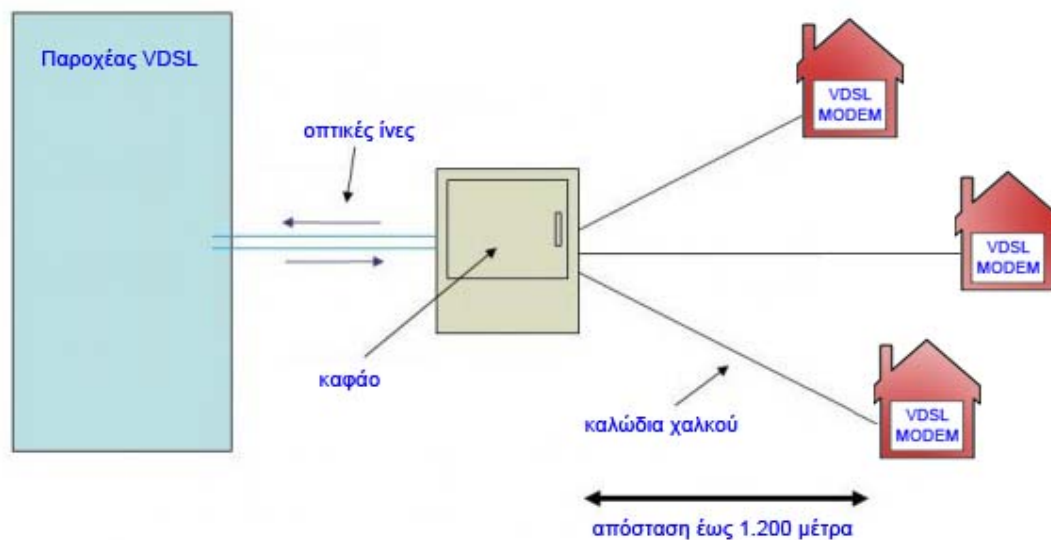 Παροχέας VDSL
οπτικές ίνες
καφάο
VDSL
MODEM
VDSL
MODEM
VDSL
MODEM
καλώδια χαλκού
απόσταση έως 1.200 μέτρα